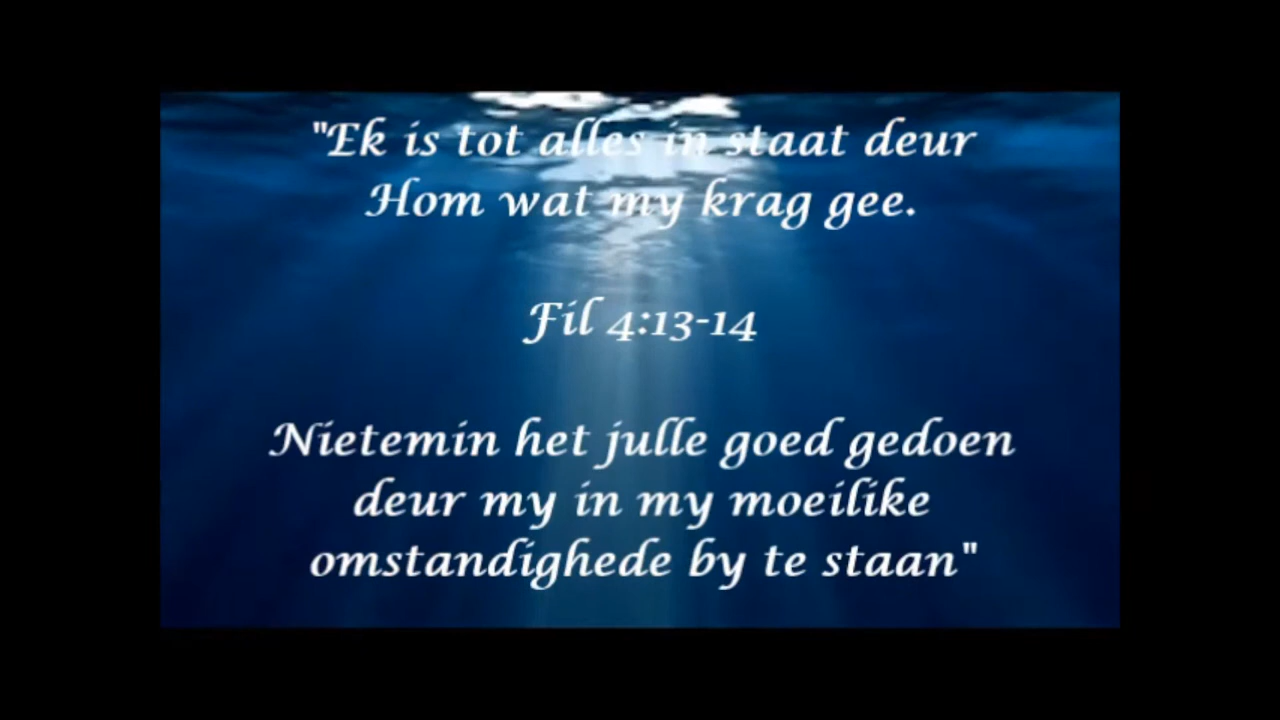 "Ek is tot alles in staat deur
Hom wat my krag gee.
Fil 4:13-14
Nietemin het julle goed gedoen
deur my in my moeilike
omstandighede by te staan"